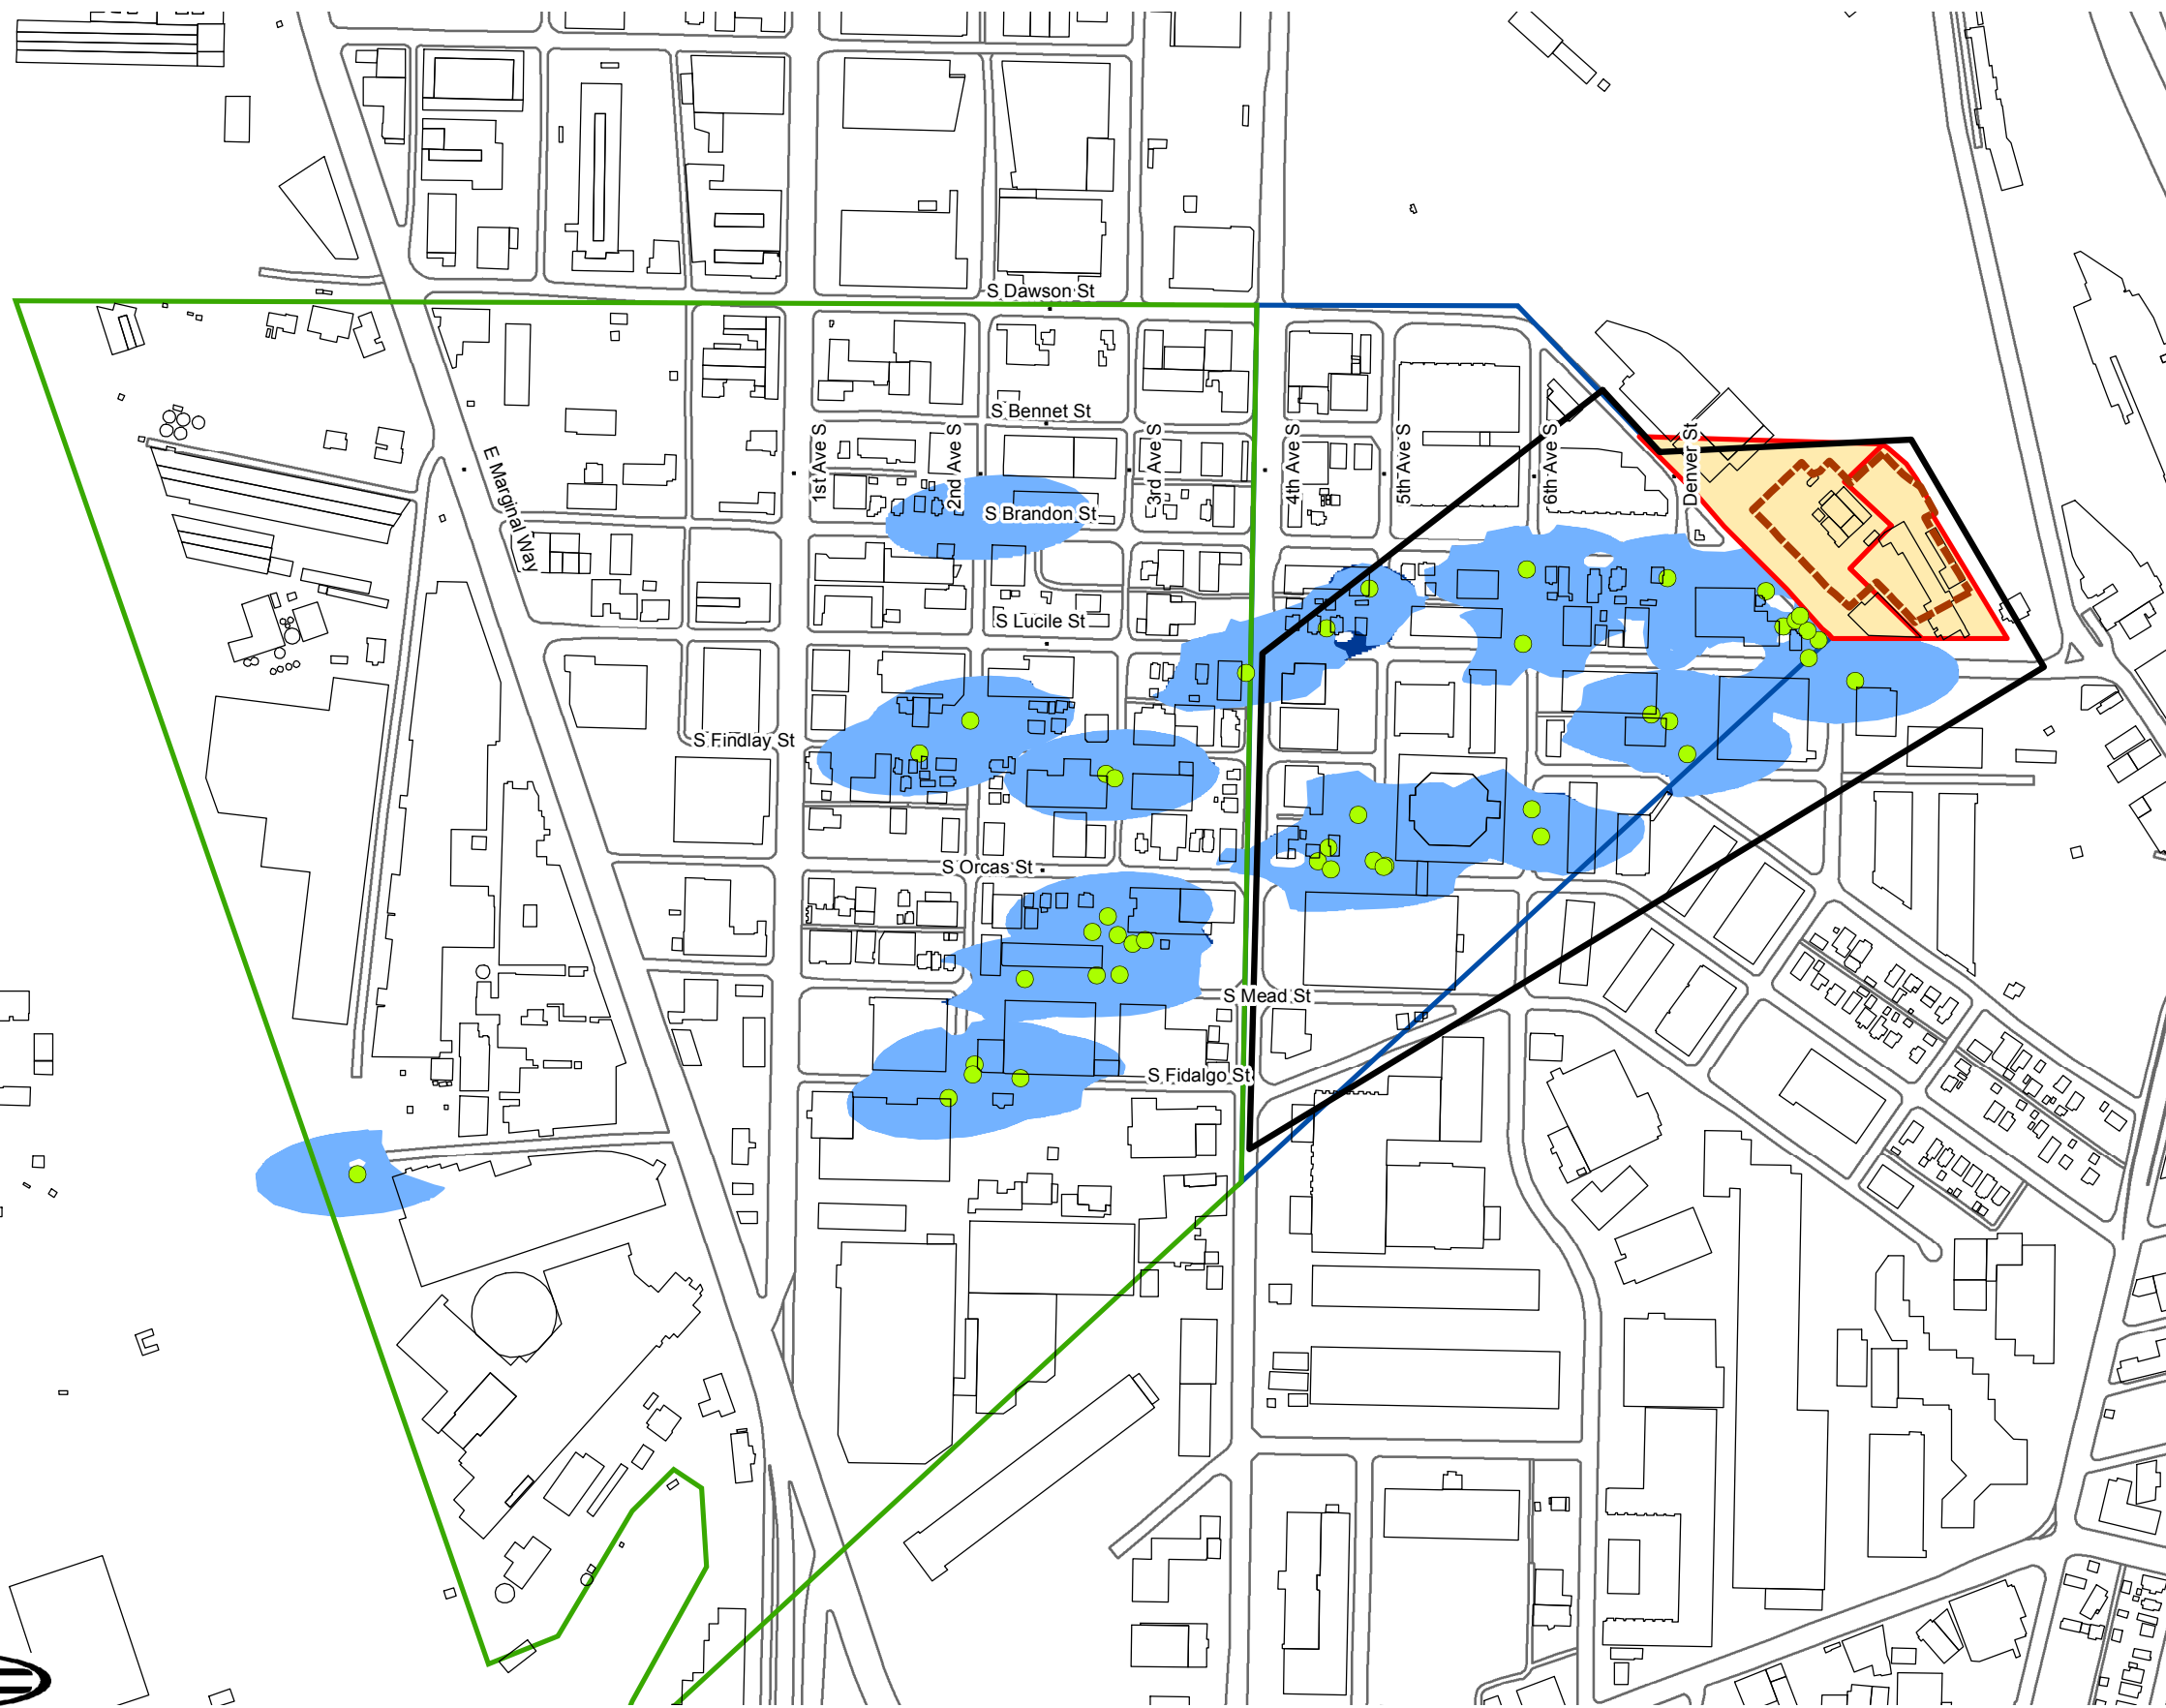 S Dawson St
S Bennet St
1st Ave S
2nd Ave S
3rd Ave S
4th Ave S
5th Ave S
6th Ave S
Denver St
E Marginal Way
S Brandon St
S Lucile St
S Findlay St
S Orcas St
S Mead St
S Fidalgo St